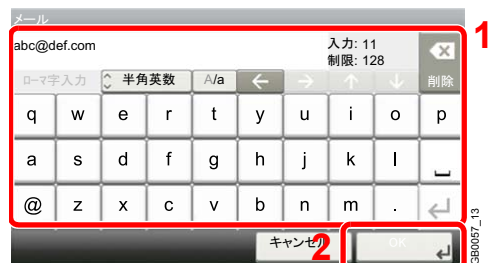 メール
abc@def.com 入力: 11
制限: 128
ローマ字入力 半角英数 A/a ← → ↑ ↓ 削除
q w e r t y u i o p
a s d f g h j k l
@ z x c v b n m .
キャンセル OK
1
2
GB0057_13